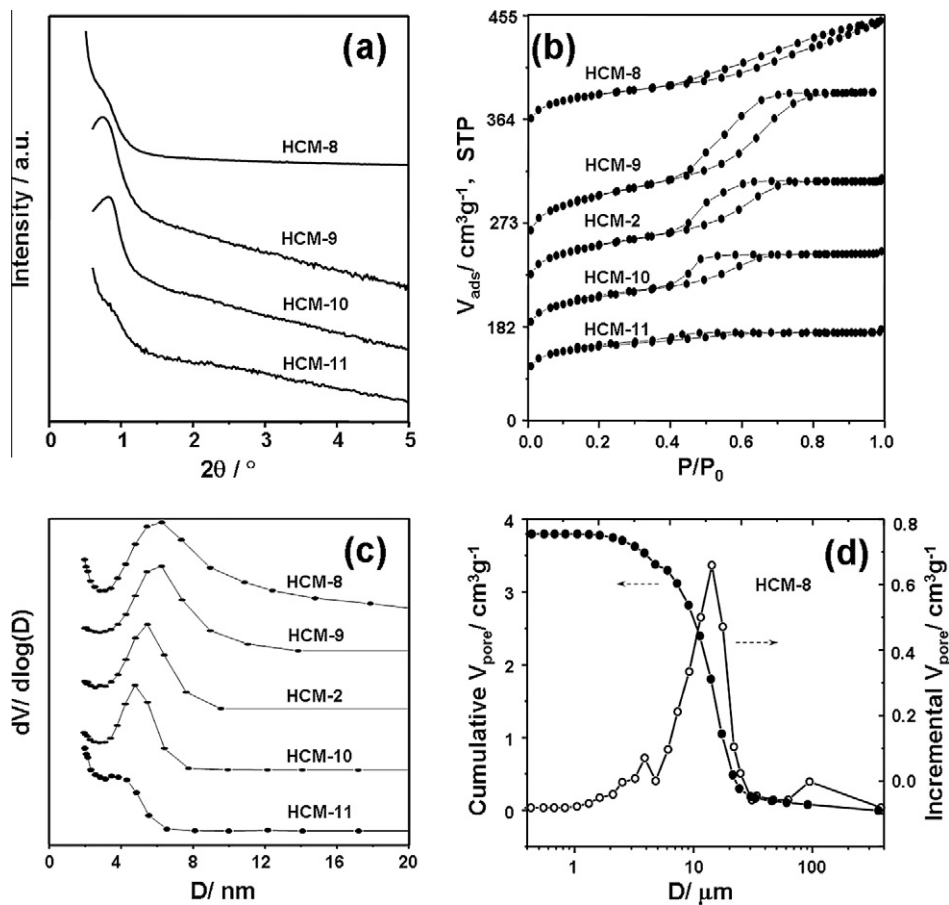 (a)
Intensity / a.u.
HCM-8
HCM-9
HCM-10
HCM-11
0 1 2 3 4 5
2θ / °
(b)
V_ads/ cm³g⁻¹, STP
455
364
273
182
0
HCM-8
HCM-9
HCM-2
HCM-10
HCM-11
0.0 0.2 0.4 0.6 0.8 1.0
P/P₀
(c)
dV/ dlog(D)
HCM-8
HCM-9
HCM-2
HCM-10
HCM-11
0 4 8 12 16 20
D/ nm
(d)
Cumulative V_pore/ cm³g⁻¹
4
3
2
1
0
HCM-8
0.8
0.6
0.4
0.2
0.0
Incremental V_pore/ cm³g⁻¹
1 10 100
D/ μm